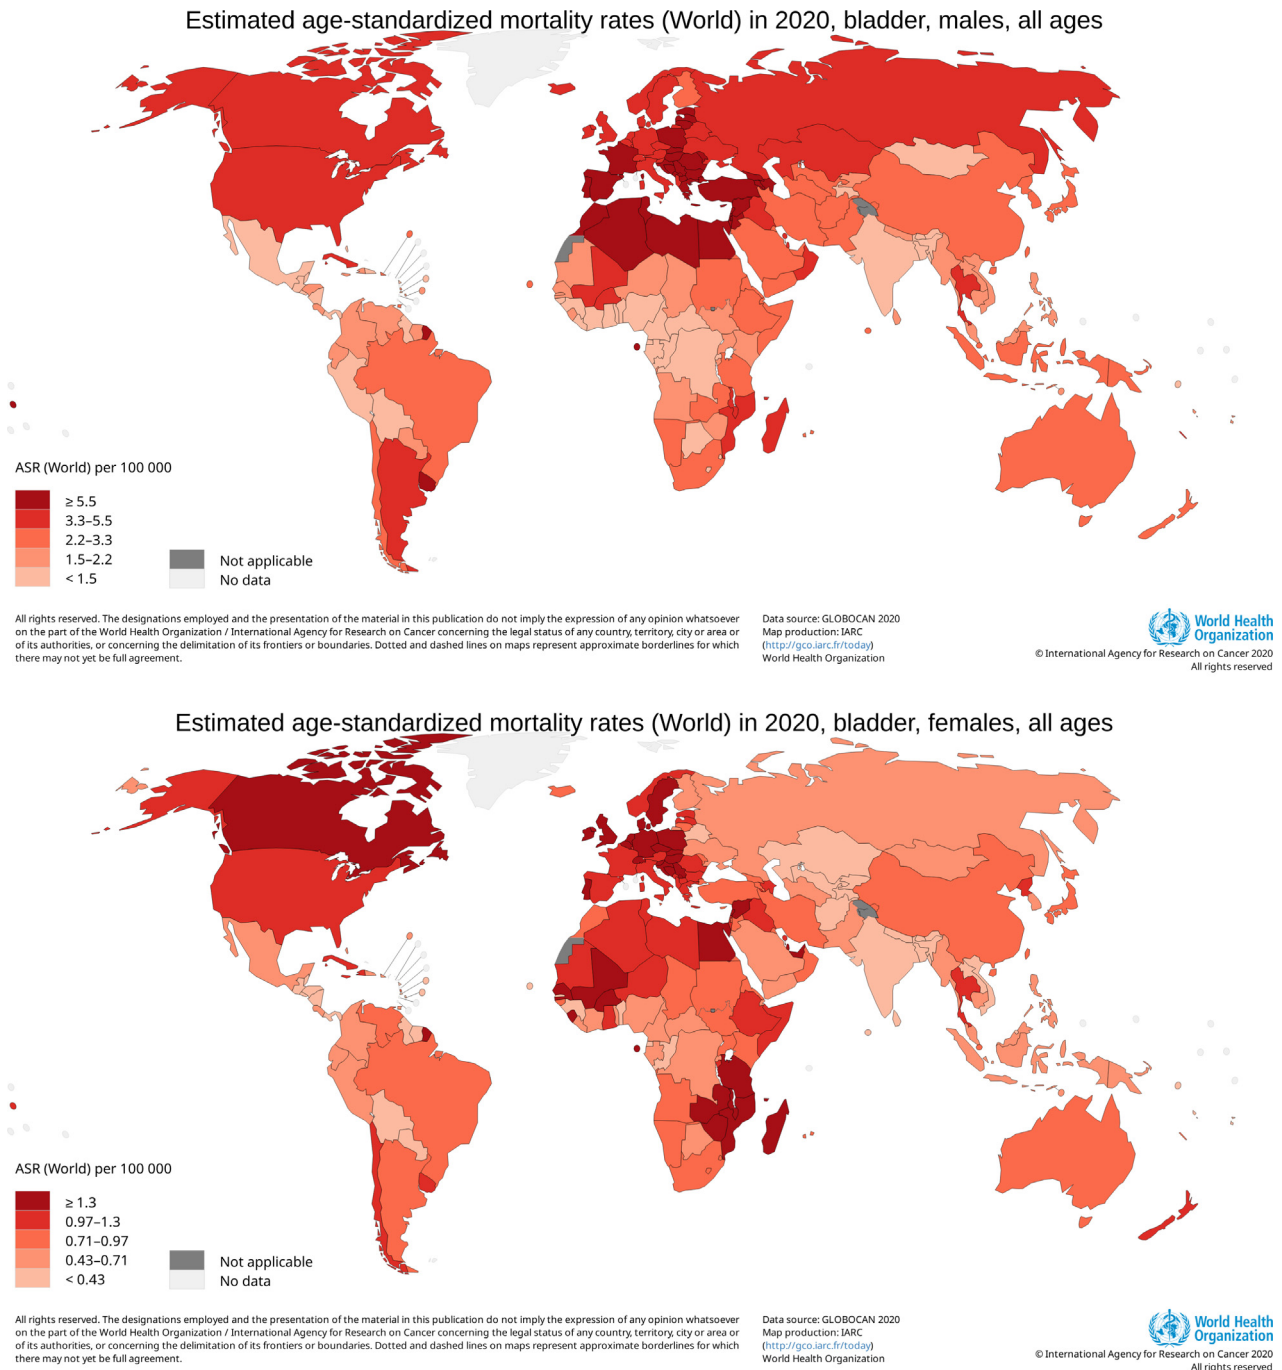 Estimated age-standardized mortality rates (World) in 2020, bladder, males, all ages
ASR (World) per 100 000
≥ 5.5
3.3–5.5
2.2–3.3
1.5–2.2
< 1.5
Not applicable
No data
All rights reserved. The designations employed and the presentation of the material in this publication do not imply the expression of any opinion whatsoever
on the part of the World Health Organization / International Agency for Research on Cancer concerning the legal status of any country, territory, city or area or
of its authorities, or concerning the delimitation of its frontiers or boundaries. Dotted and dashed lines on maps represent approximate borderlines for which
there may not yet be full agreement.
Data source: GLOBOCAN 2020
Map production: IARC
(http://gco.iarc.fr/today)
World Health Organization
World Health
Organization
© International Agency for Research on Cancer 2020
All rights reserved
Estimated age-standardized mortality rates (World) in 2020, bladder, females, all ages
ASR (World) per 100 000
≥ 1.3
0.97–1.3
0.71–0.97
0.43–0.71
< 0.43
Not applicable
No data
All rights reserved. The designations employed and the presentation of the material in this publication do not imply the expression of any opinion whatsoever
on the part of the World Health Organization / International Agency for Research on Cancer concerning the legal status of any country, territory, city or area or
of its authorities, or concerning the delimitation of its frontiers or boundaries. Dotted and dashed lines on maps represent approximate borderlines for which
there may not yet be full agreement.
Data source: GLOBOCAN 2020
Map production: IARC
(http://gco.iarc.fr/today)
World Health Organization
World Health
Organization
© International Agency for Research on Cancer 2020
All rights reserved